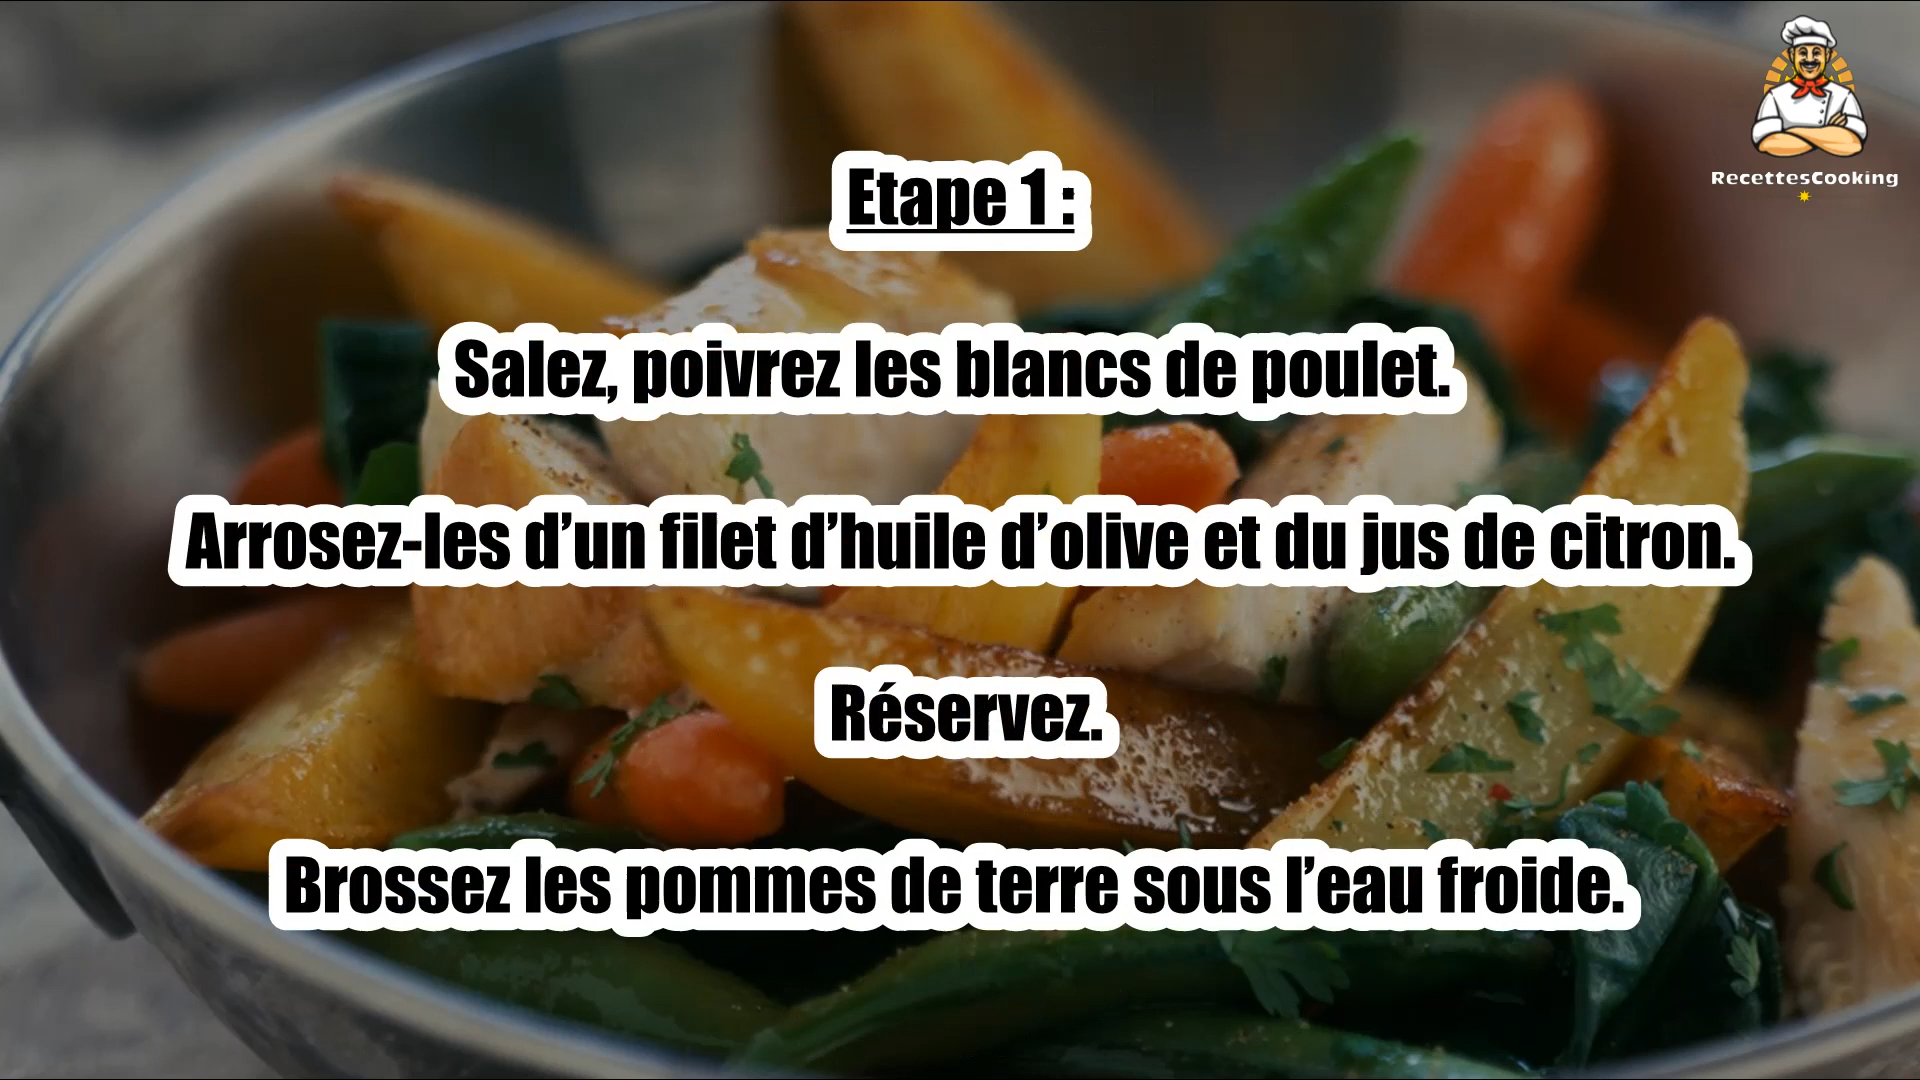 RecettesCooking
Etape 1 :
Salez, poivrez les blancs de poulet.
Arrosez-les d’un filet d’huile d’olive et du jus de citron.
Réservez.
Brossez les pommes de terre sous l’eau froide.